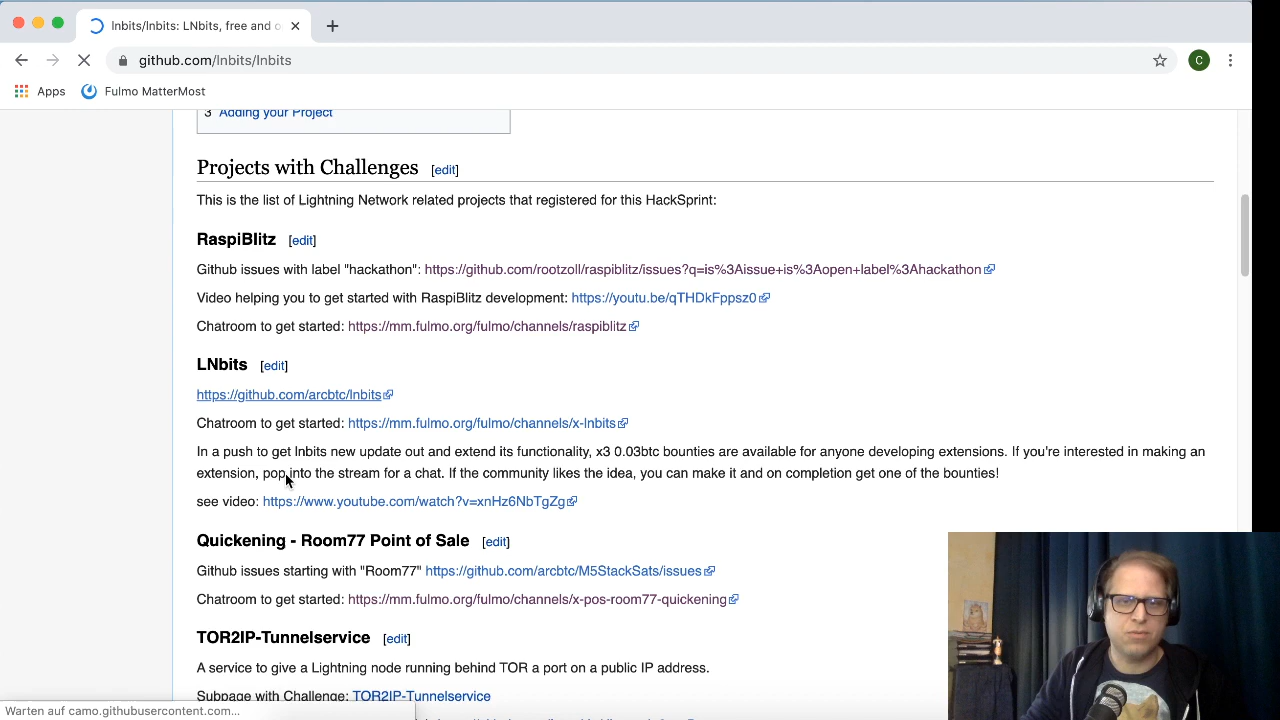 lnbits/lnbits: LNbits, free and o
github.com/lnbits/lnbits
C
Apps
Fulmo MatterMost
3 Adding your Project
Projects with Challenges [edit]
This is the list of Lightning Network related projects that registered for this HackSprint:
RaspiBlitz [edit]
Github issues with label "hackathon": https://github.com/rootzoll/raspiblitz/issues?q=is%3Aissue+is%3Aopen+label%3Ahackathon
Video helping you to get started with RaspiBlitz development: https://youtu.be/qTHDkFppsz0
Chatroom to get started: https://mm.fulmo.org/fulmo/channels/raspiblitz
LNbits [edit]
https://github.com/arcbtc/lnbits
Chatroom to get started: https://mm.fulmo.org/fulmo/channels/x-lnbits
In a push to get lnbits new update out and extend its functionality, x3 0.03btc bounties are available for anyone developing extensions. If you're interested in making an
extension, pop into the stream for a chat. If the community likes the idea, you can make it and on completion get one of the bounties!
see video: https://www.youtube.com/watch?v=xnHz6NbTgZg
Quickening - Room77 Point of Sale [edit]
Github issues starting with "Room77" https://github.com/arcbtc/M5StackSats/issues
Chatroom to get started: https://mm.fulmo.org/fulmo/channels/x-pos-room77-quickening
TOR2IP-Tunnelservice [edit]
A service to give a Lightning node running behind TOR a port on a public IP address.
Subpage with Challenge: TOR2IP-Tunnelservice
Warten auf camo.githubusercontent.com...